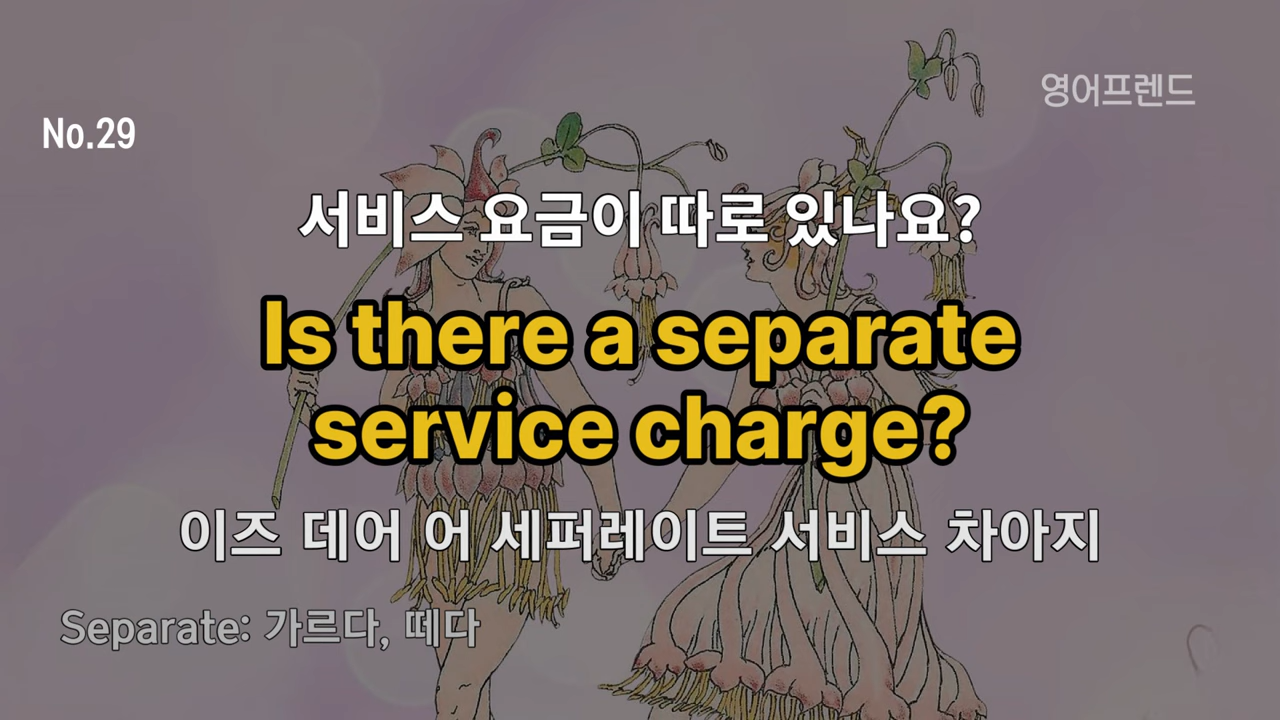 영어프렌드
No.29
서비스 요금이 따로 있나요?
Is there a separate
service charge?
이즈 데어 어 세퍼레이트 서비스 차아지
Separate: 가르다, 떼다